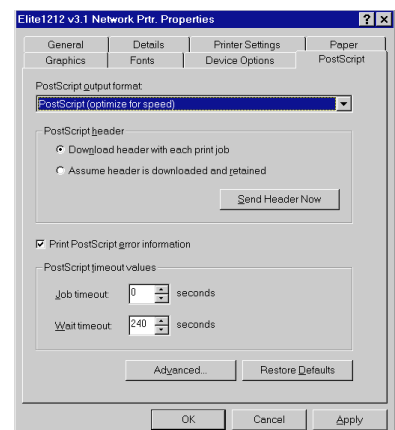 Elite1212 v3.1 Network Prtr. Properties ? ×
General Details Printer Settings Paper
Graphics Fonts Device Options PostScript
PostScript output format:
PostScript (optimize for speed)
PostScript header
Download header with each print job
Assume header is downloaded and retained
Send Header Now
Print PostScript error information
PostScript timeout values
Job timeout: 0 seconds
Wait timeout: 240 seconds
Advanced... Restore Defaults
OK Cancel Apply